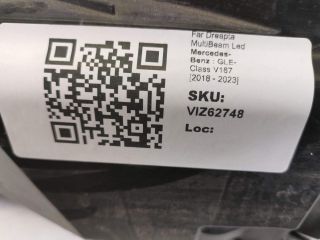 Far Dreapta
MultiBeam Led
Mercedes-
Benz : GLE-
Class V167
[2018 - 2023]
SKU:
VIZ62748
Loc: